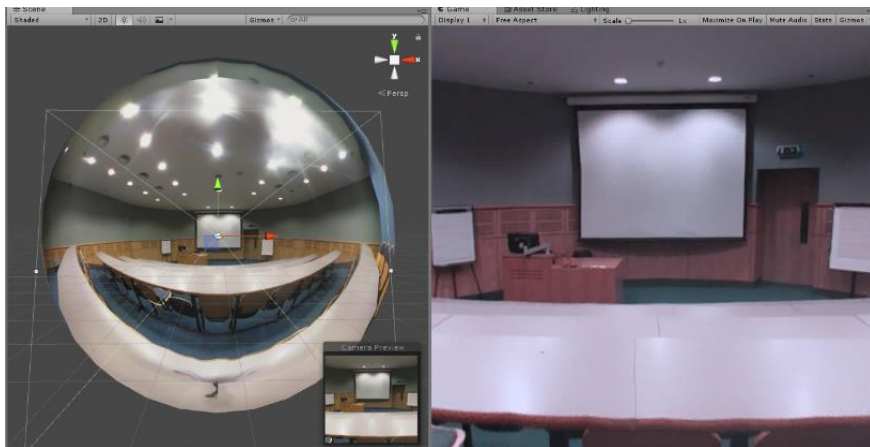 Scene
Shaded
2D
Gizmos
All
y
x
Persp
Camera Preview
Game
Asset Store
Lighting
Display 1
Free Aspect
Scale
1x
Maximize On Play
Mute Audio
Stats
Gizmos